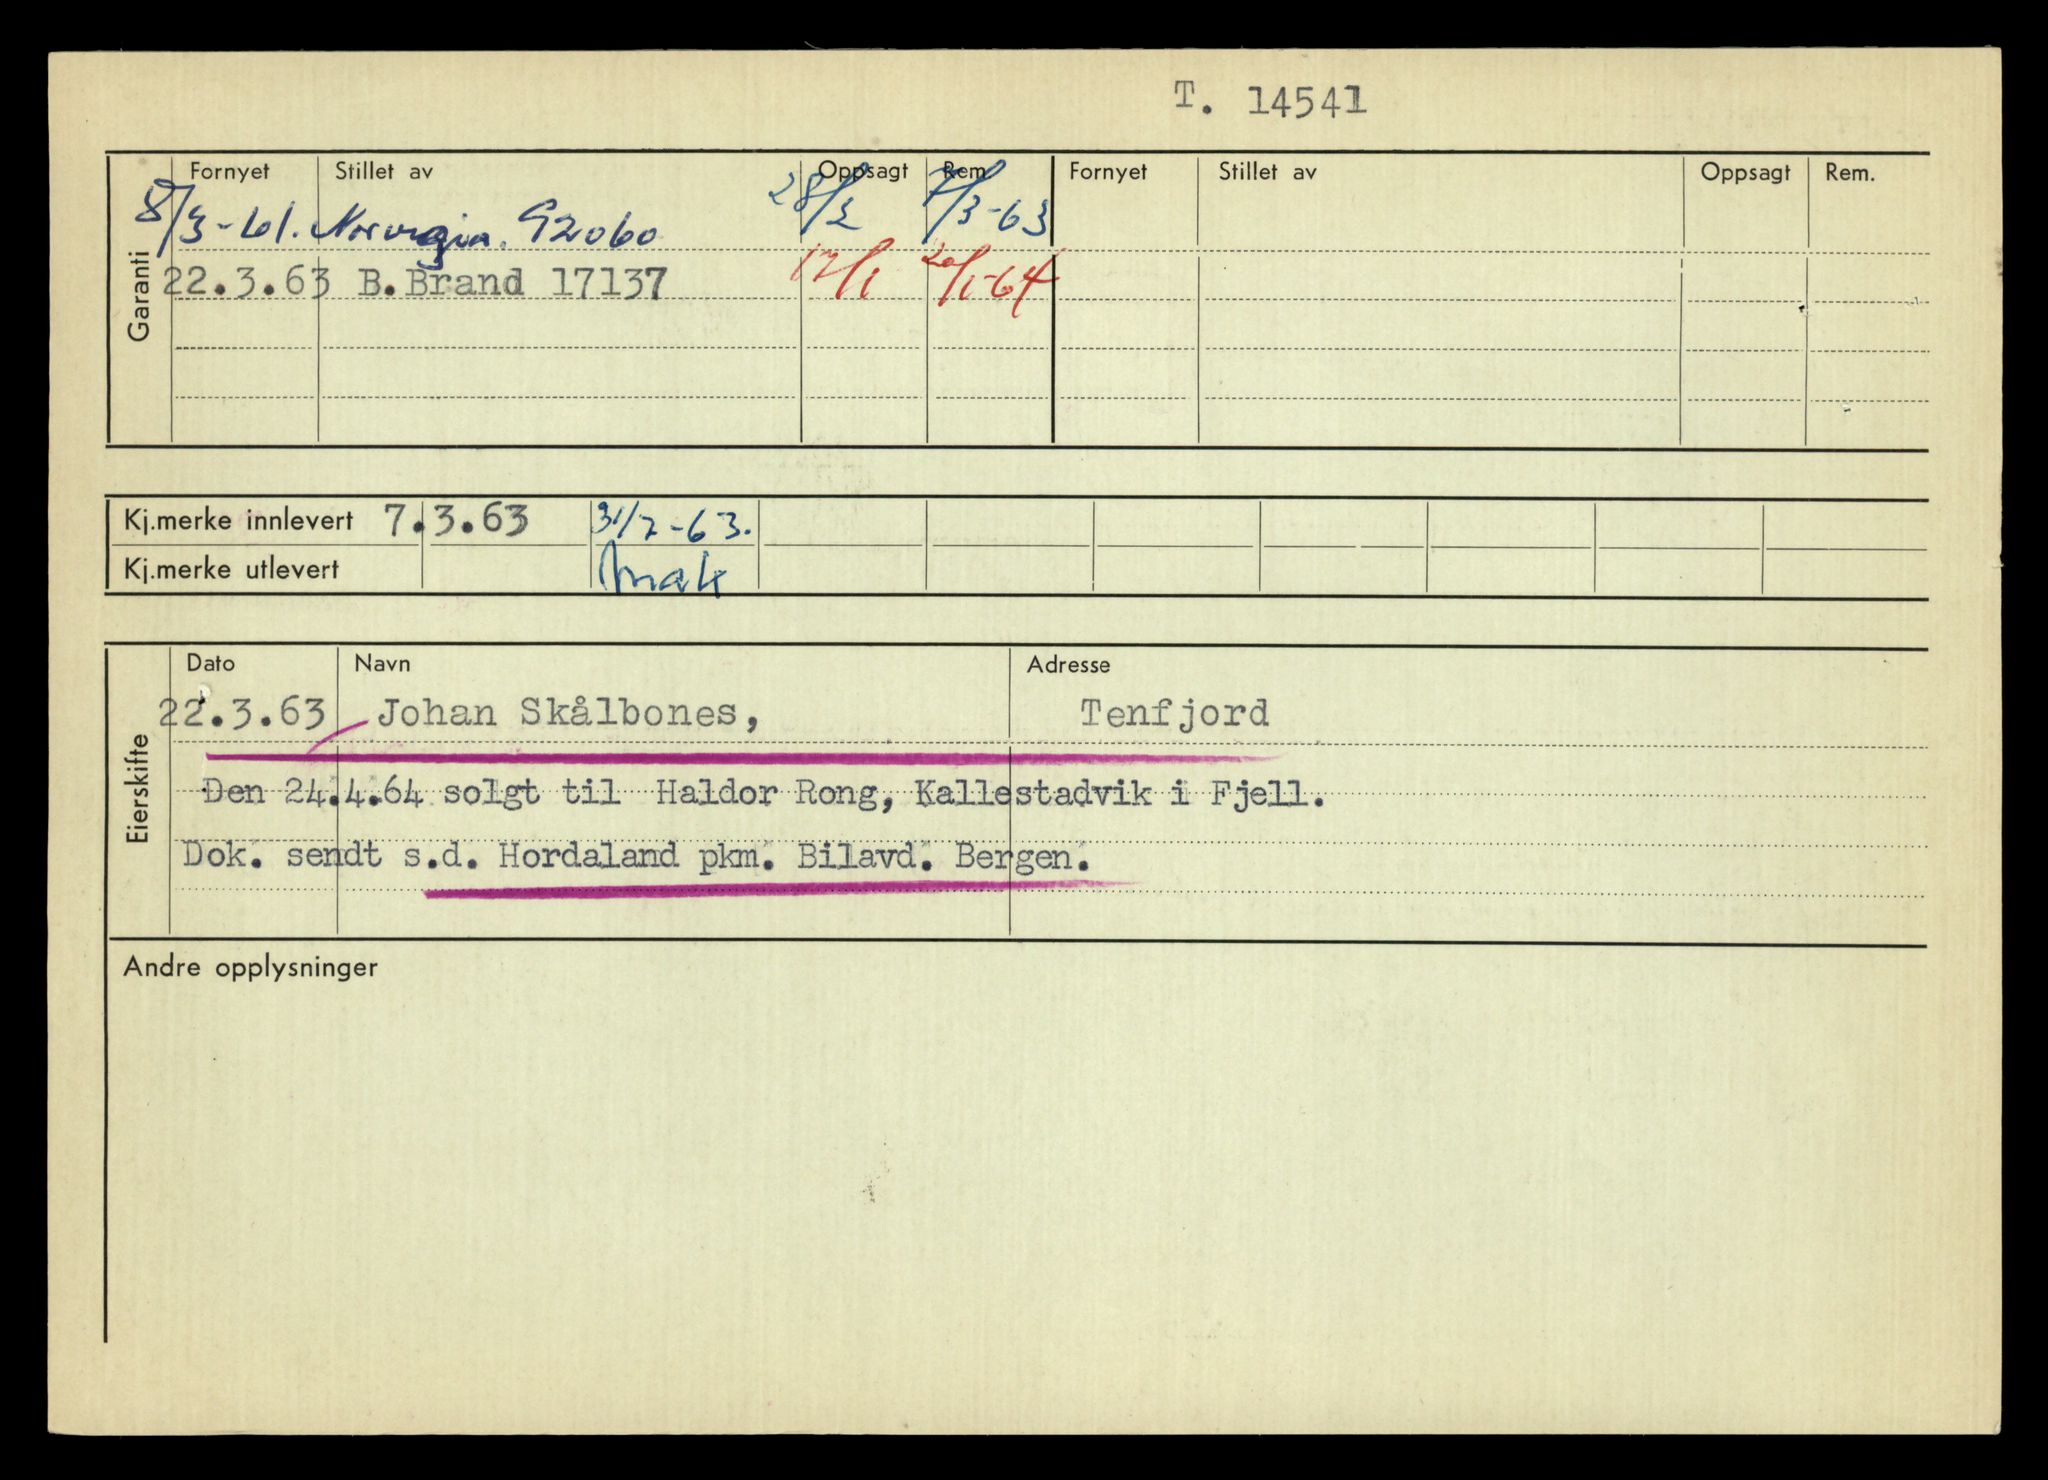 T. 14541
Fornyet Stillet av Oppsagt Rem. Fornyet Stillet av Oppsagt Rem.
8/3-61. Norvegia. 92060 28/2 7/3-63
22.3.63 B.Brand 17137 17/1 20/1-64
Garanti
Kj.merke innlevert 7.3.63 31/7-63.
Kj.merke utlevert
Dato Navn Adresse
22.3.63 Johan Skålbones, Tenfjord
Den 24.4.64 solgt til Haldor Rong, Kallestadvik i Fjell.
Dok. sendt s.d. Hordaland pkm. Bilavd. Bergen.
Eierskifte
Andre opplysninger